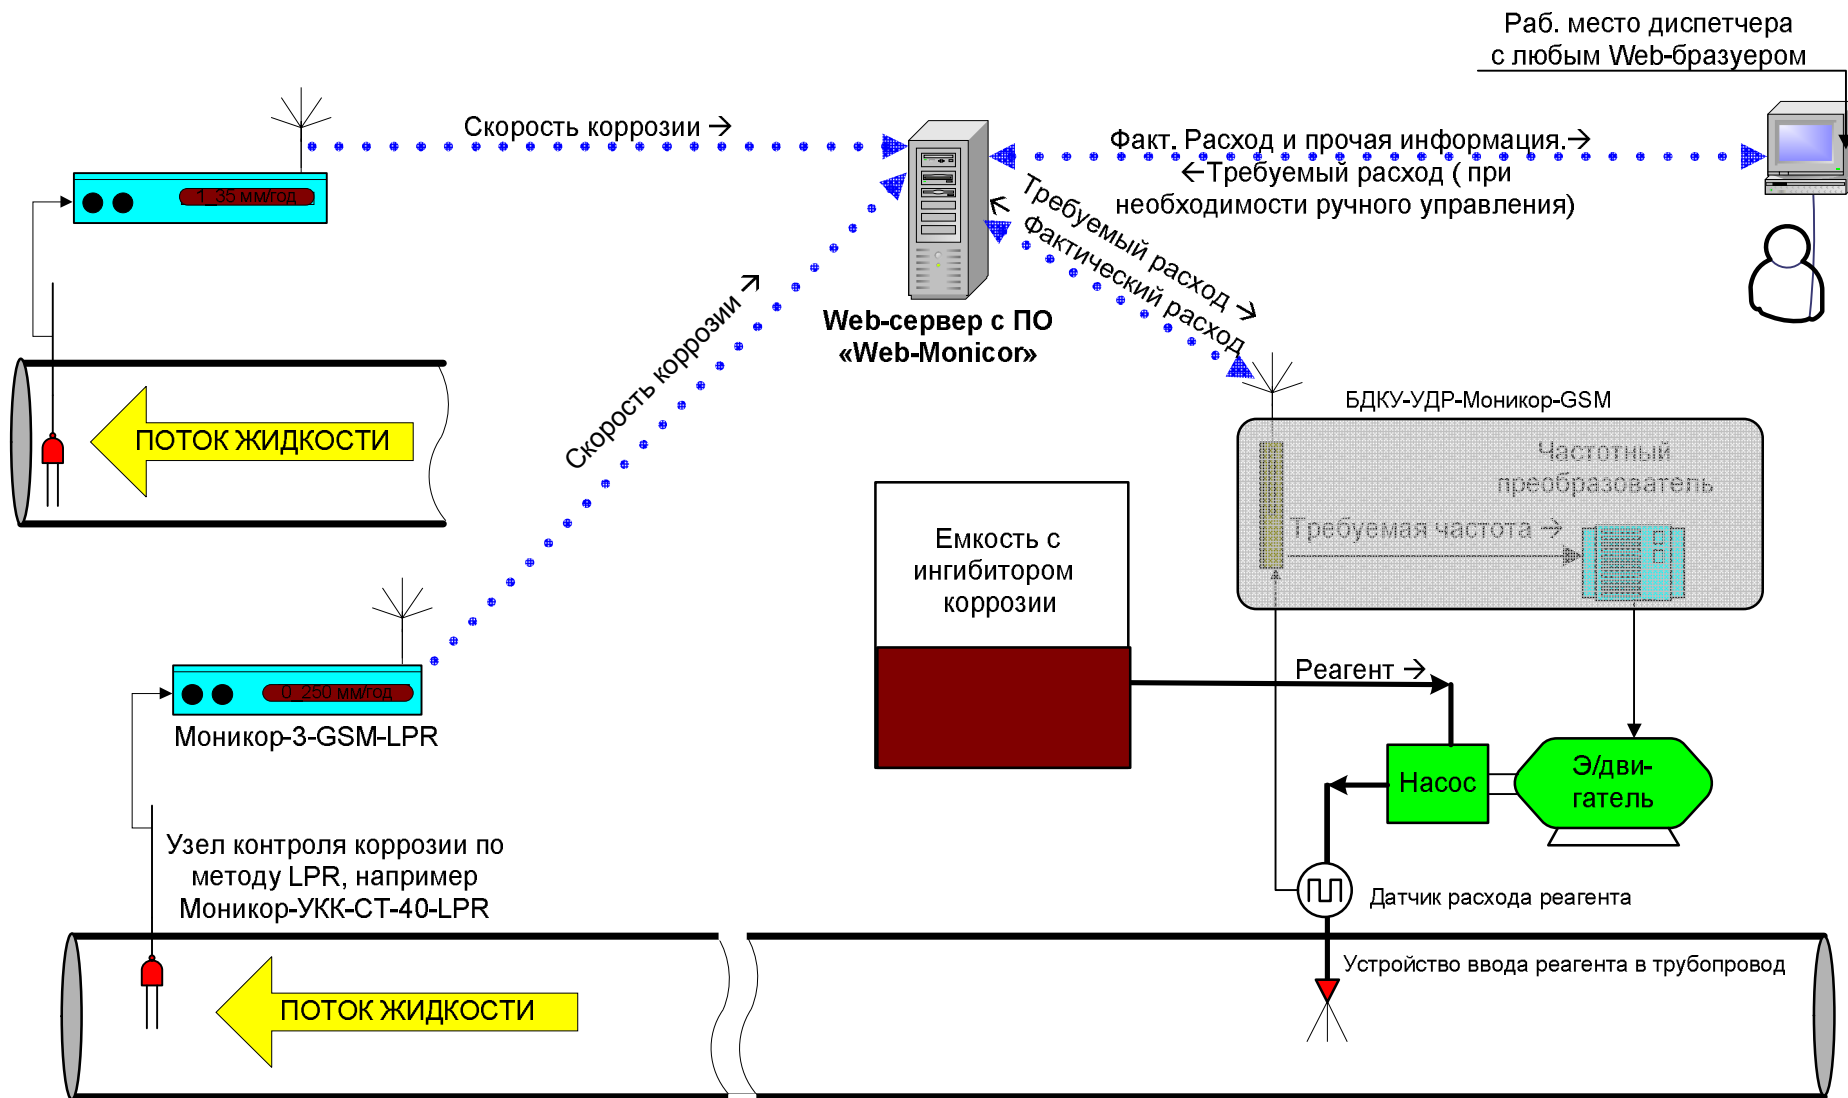 Раб. место диспетчера
с любым Web-бразуером
Скорость коррозии →
Факт. Расход и прочая информация.→
←Требуемый расход ( при
необходимости ручного управления)
1_35 мм/год
Требуемый расход →
← Фактический расход
Скорость коррозии →
Web-сервер с ПО
«Web-Monicor»
БДКУ-УДР-Моникор-GSM
ПОТОК ЖИДКОСТИ
Частотный
преобразователь
Требуемая частота →
Емкость с
ингибитором
коррозии
Реагент →
0_250 мм/год
Моникор-3-GSM-LPR
Насос
Э/дви-
гатель
Узел контроля коррозии по
методу LPR, например
Моникор-УКК-СТ-40-LPR
Датчик расхода реагента
Устройство ввода реагента в трубопровод
ПОТОК ЖИДКОСТИ